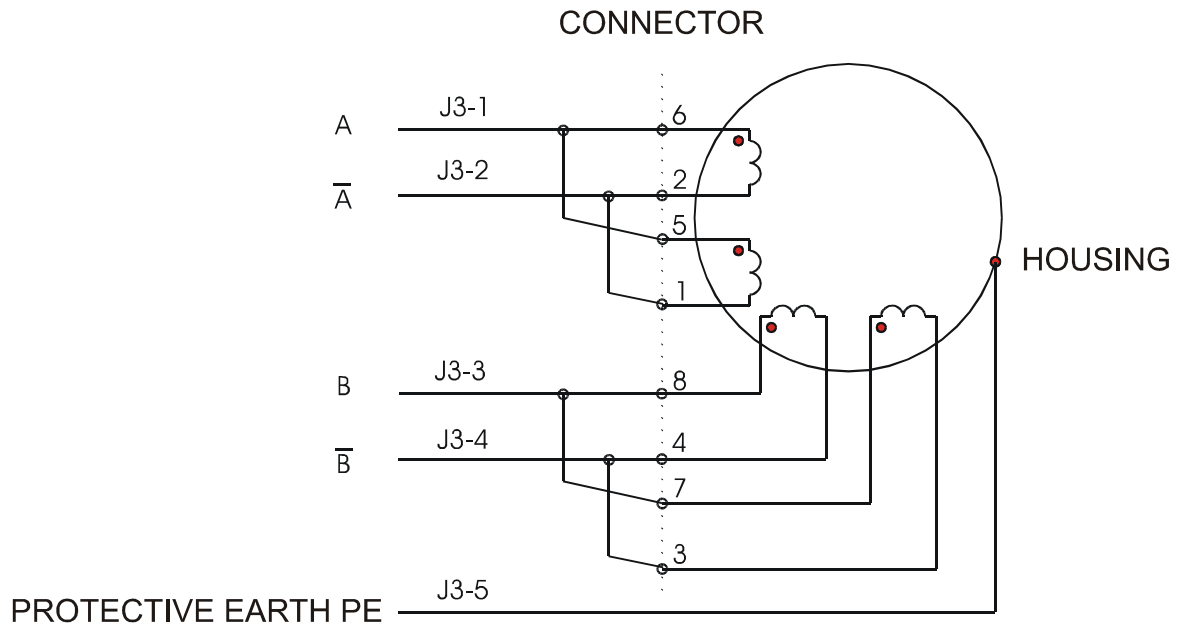 CONNECTOR
A J3-1 6
A̅ J3-2 2
5
1
HOUSING
B J3-3 8
B̅ J3-4 4
7
3
PROTECTIVE EARTH PE J3-5